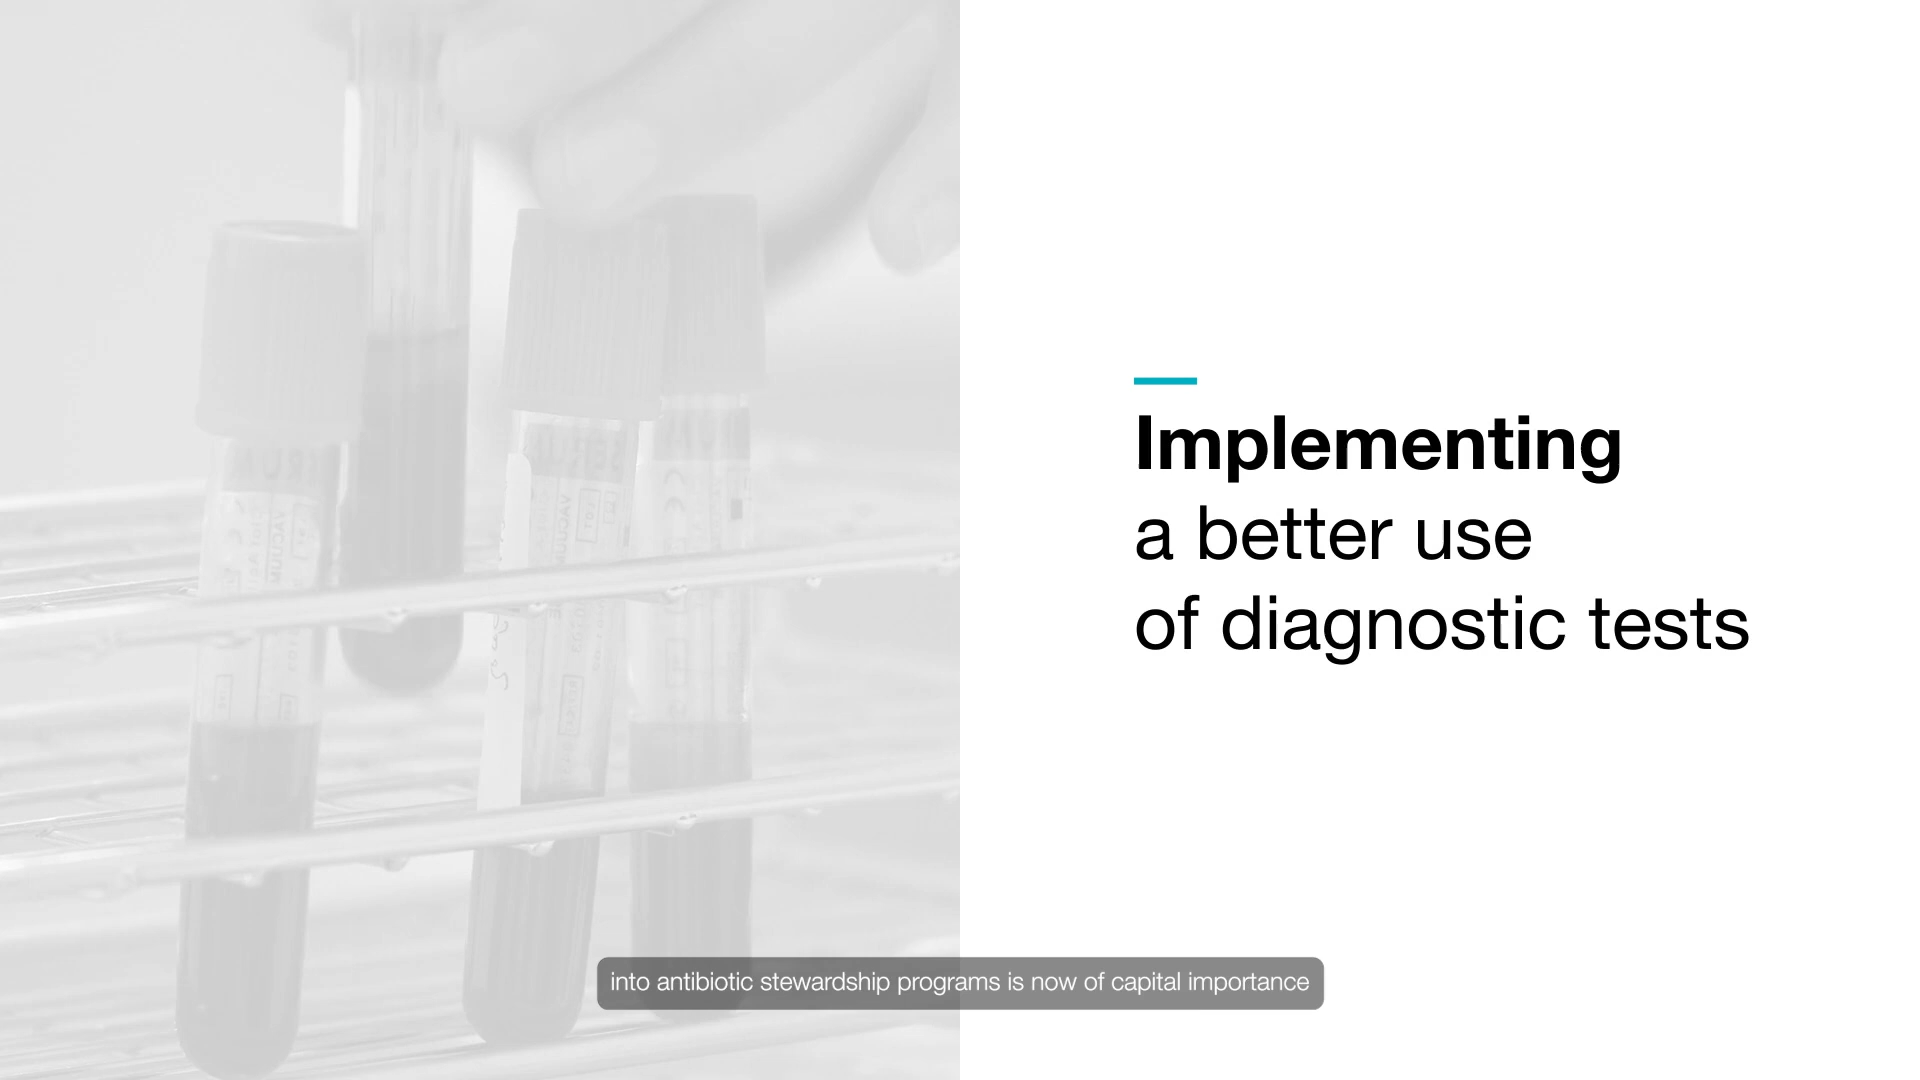 Implementing
a better use
of diagnostic tests
into antibiotic stewardship programs is now of capital importance